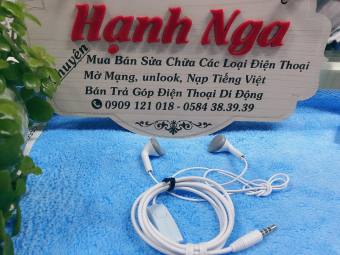 Hạnh Nga
Chuyên
Mua Bán Sửa Chữa Các Loại Điện Thoại
Mở Mạng, unlook, Nạp Tiếng Việt
Bán Trả Góp Điện Thoại Di Động
0909 121 018 - 0584 38.39.39